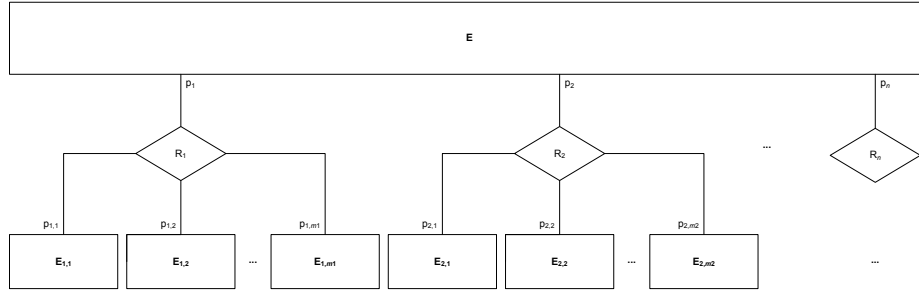 E
p1 p2 pn
R1 R2 ... Rn
p1,1 p1,2 p1,m1 p2,1 p2,2 p2,m2
E1,1 E1,2 ... E1,m1 E2,1 E2,2 ... E2,m2 ...